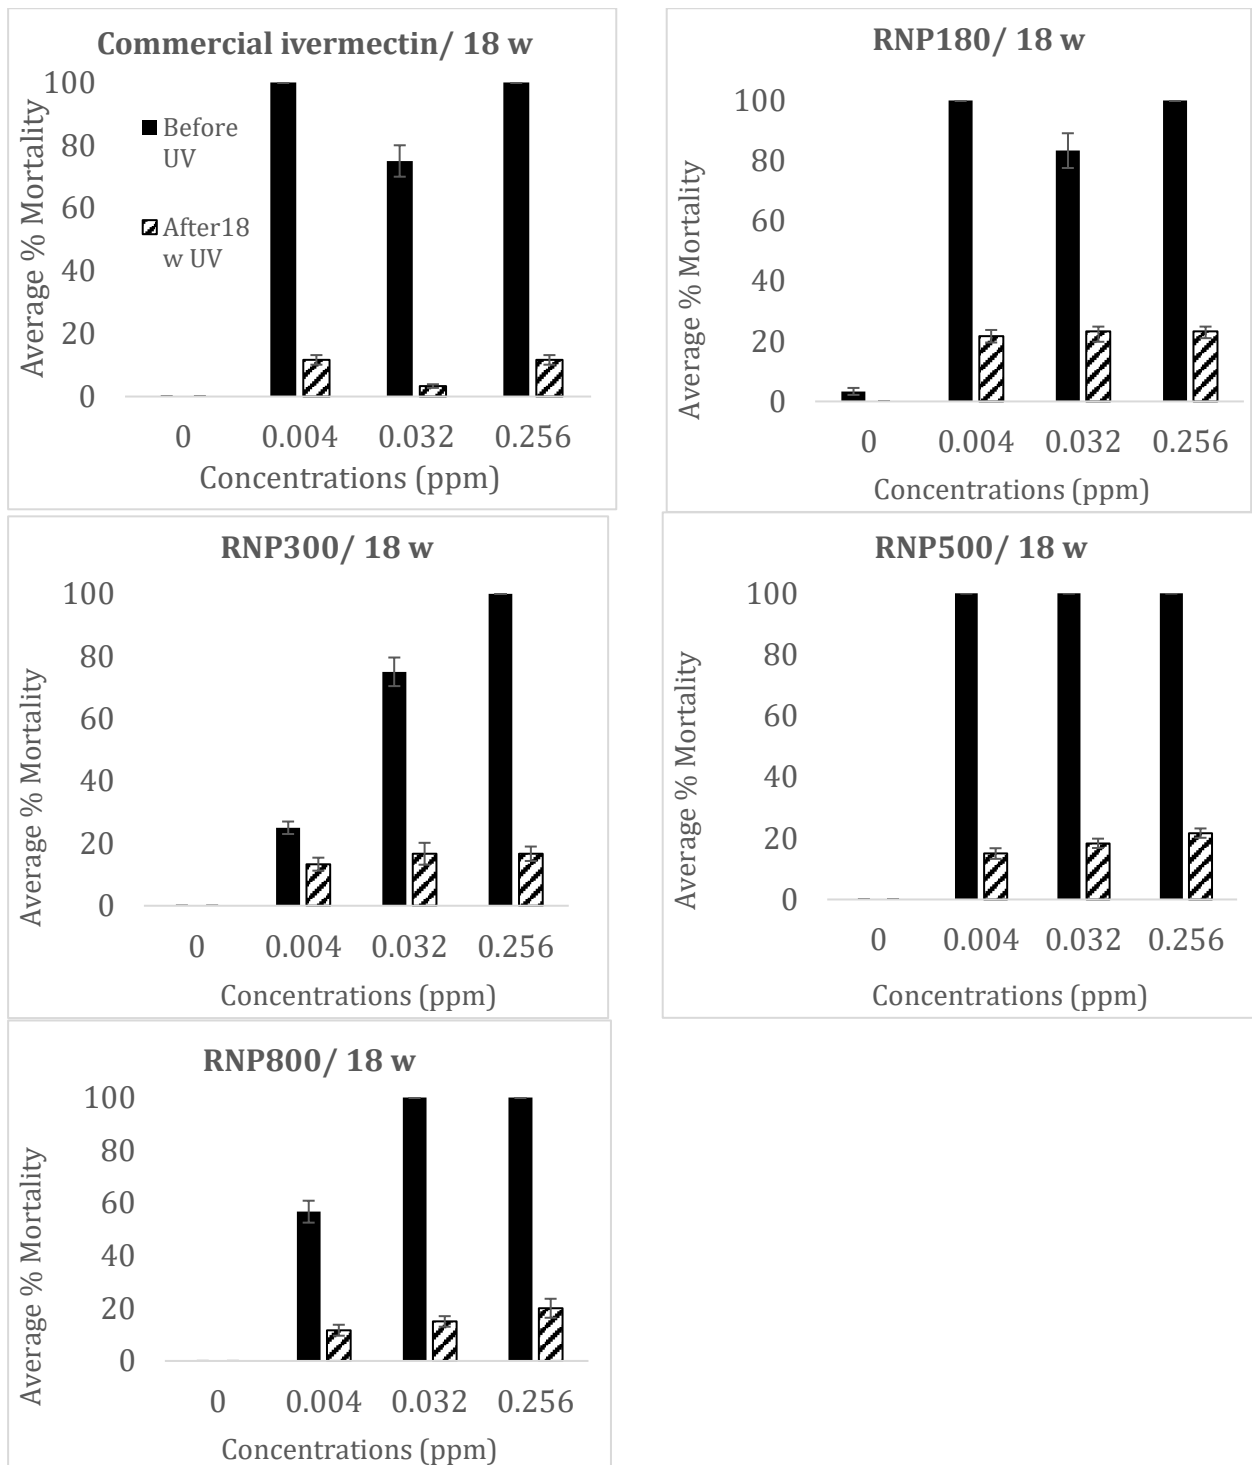 Commercial ivermectin/ 18 w
Average % Mortality
100
80
60
40
20
0
Before
UV
After18
w UV
0 0.004 0.032 0.256
Concentrations (ppm)
RNP180/ 18 w
Average % Mortality
100
80
60
40
20
0
0 0.004 0.032 0.256
Concentrations (ppm)
RNP300/ 18 w
Average % Mortality
100
80
60
40
20
0
0 0.004 0.032 0.256
Concentrations (ppm)
RNP500/ 18 w
Average % Mortality
100
80
60
40
20
0
0 0.004 0.032 0.256
Concentrations (ppm)
RNP800/ 18 w
Average % Mortality
100
80
60
40
20
0
0 0.004 0.032 0.256
Concentrations (ppm)